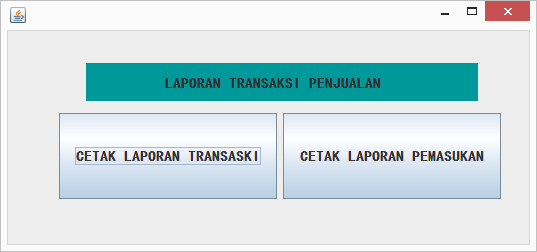 LAPORAN TRANSAKSI PENJUALAN
CETAK LAPORAN TRANSASKI
CETAK LAPORAN PEMASUKAN